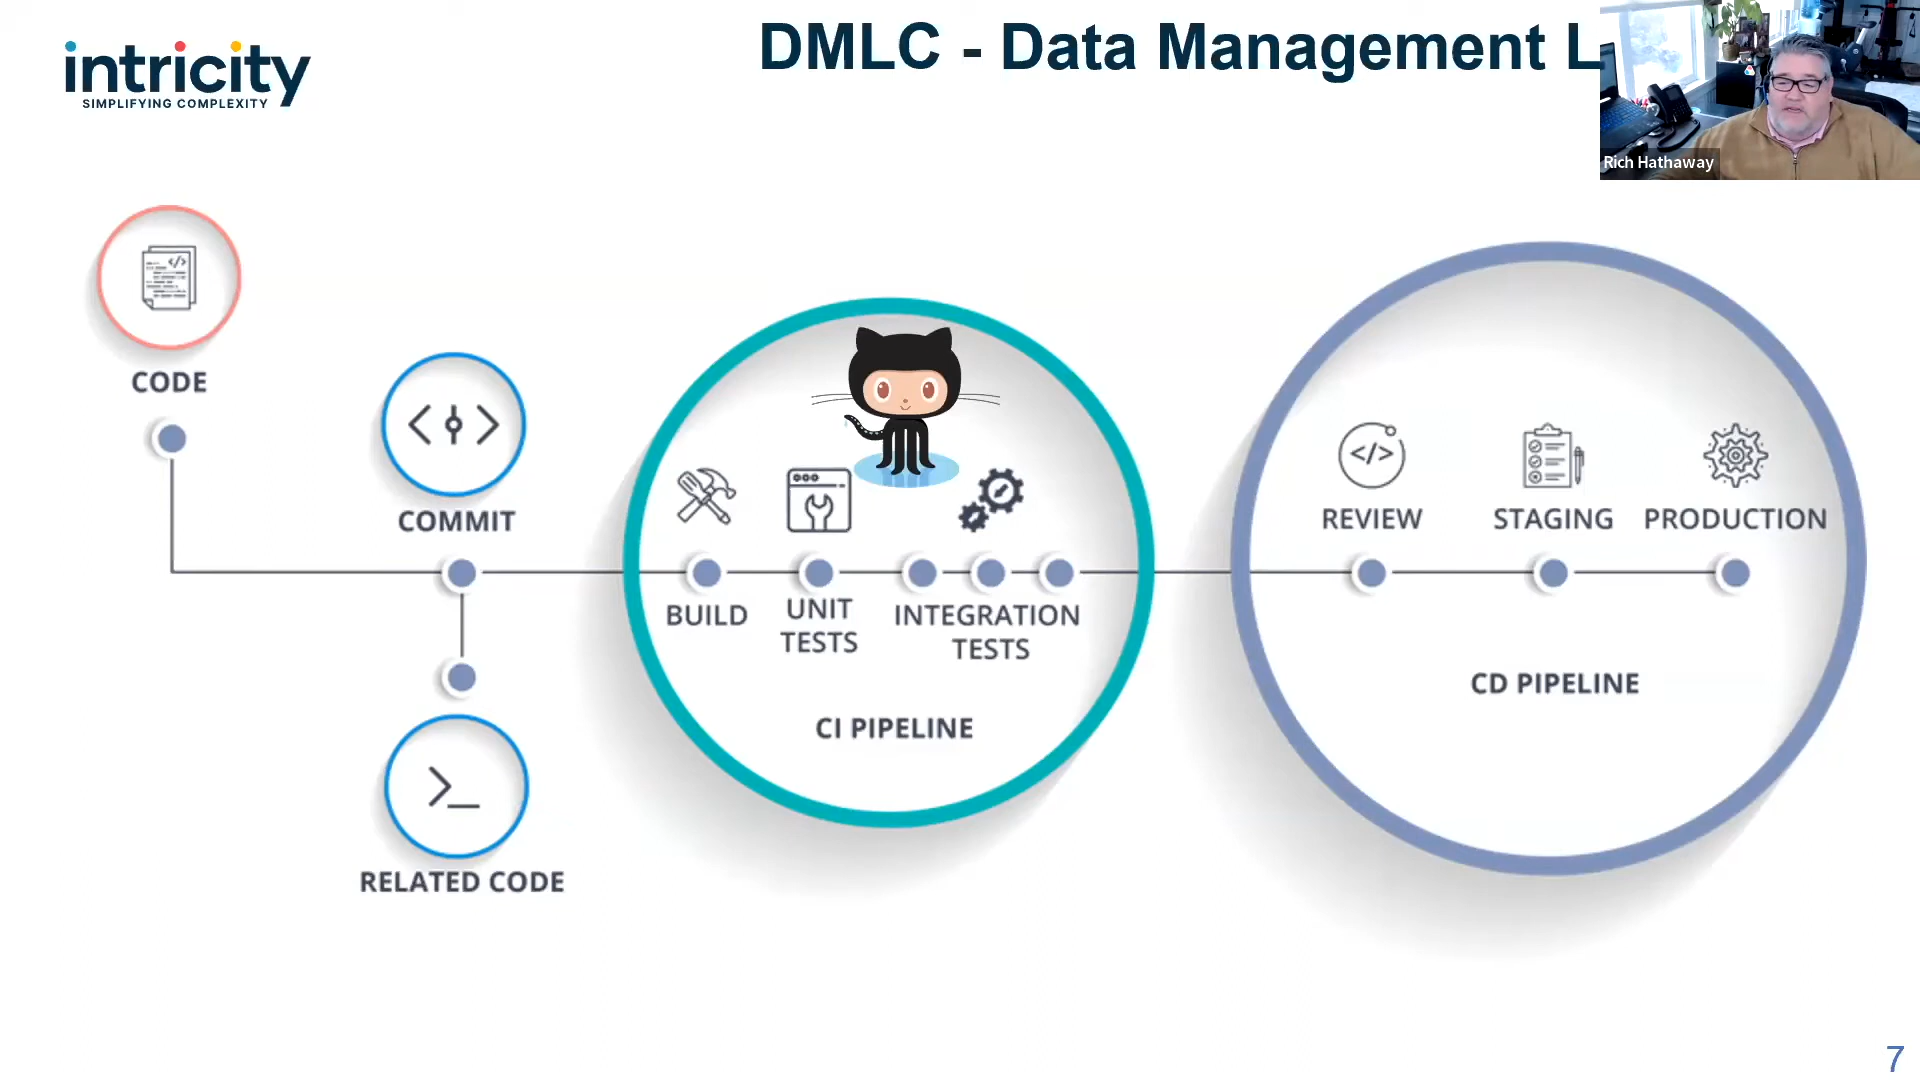 DMLC - Data Management L
intricity
SIMPLIFYING COMPLEXITY
Rich Hathaway
CODE
COMMIT
RELATED CODE
BUILD
UNIT
TESTS
INTEGRATION
TESTS
CI PIPELINE
REVIEW
STAGING
PRODUCTION
CD PIPELINE
7